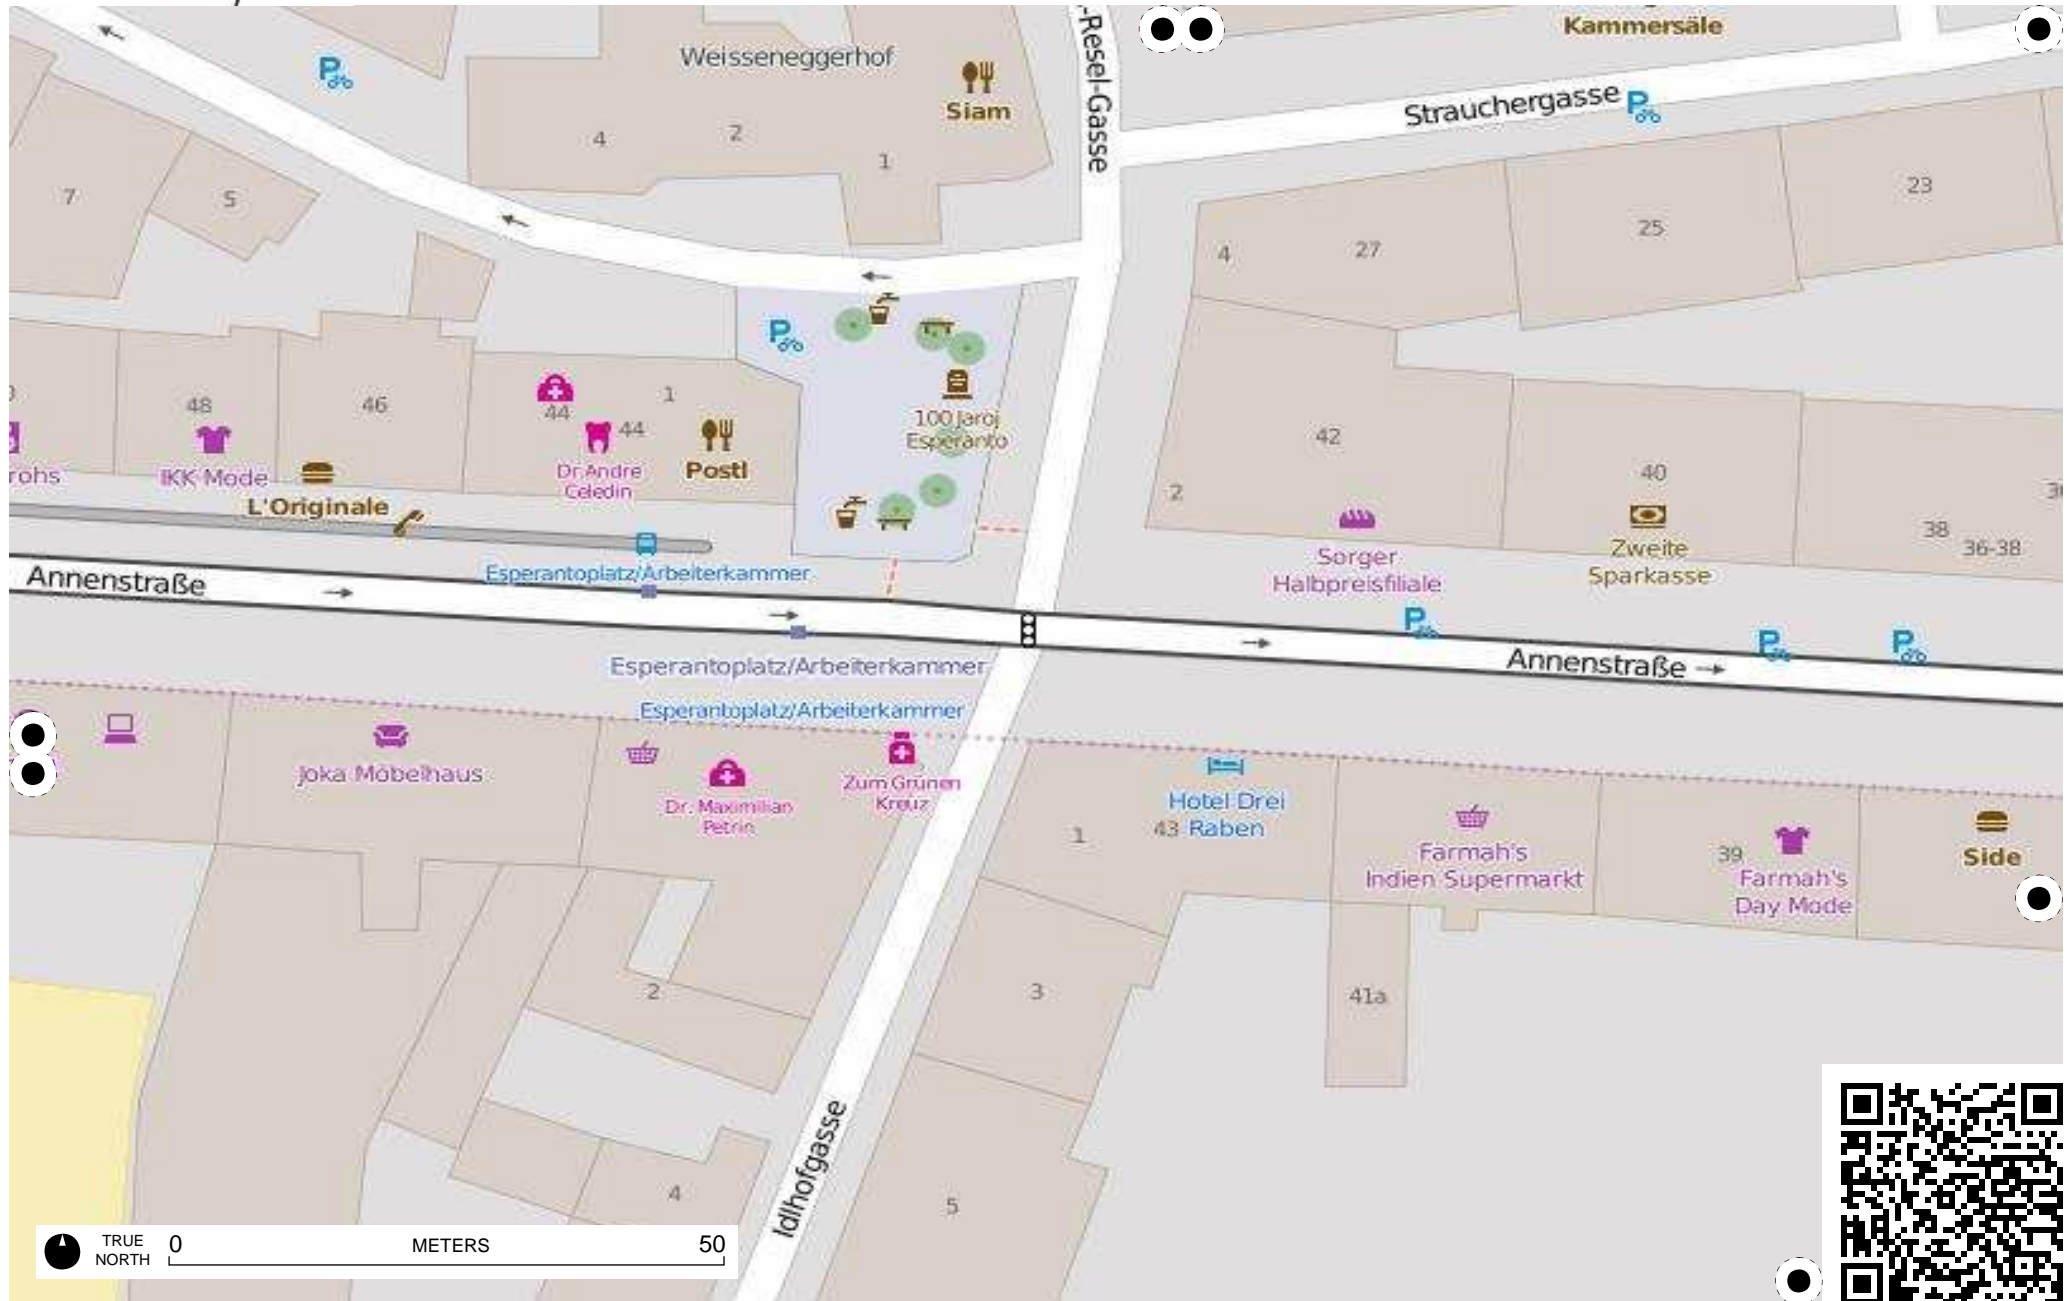 Kammersäle
Weisseneggerhof
-Resel-Gasse
Siam
Strauchergasse
4
2
1
7
5
23
25
4
27
48
46
44
1
44
100 Jaroj
Esperanto
42
40
2
38
36-38
rohs
IKK Mode
Dr.Andre
Celedin
Postl
L'Originale
Sorger
Halbpreisfiliale
Zweite
Sparkasse
Annenstraße
Esperantoplatz/Arbeiterkammer
Esperantoplatz/Arbeiterkammer
Annenstraße
Esperantoplatz/Arbeiterkammer
Joka Möbelhaus
Dr. Maximilian
Petrin
Zum Grünen
Kreuz
1
43
Hotel Drei
Raben
Farmah's
Indien Supermarkt
39
Farmah's
Day Mode
Side
2
3
41a
Idlhofgasse
4
5
TRUE
NORTH
0
METERS
50